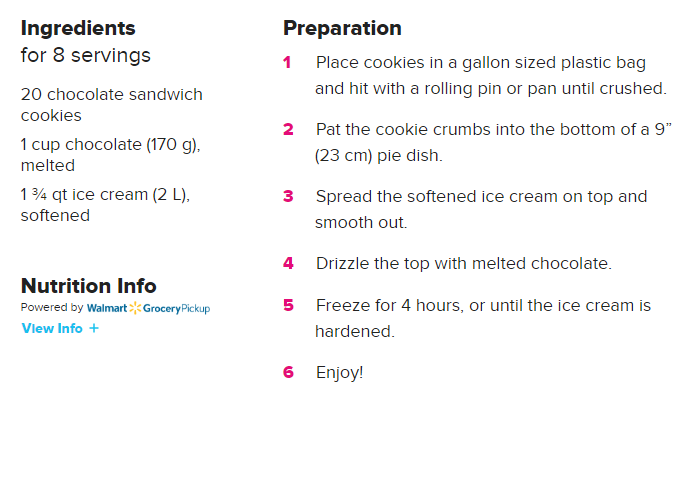 Ingredients
for 8 servings
20 chocolate sandwich
cookies
1 cup chocolate (170 g),
melted
1 ¾ qt ice cream (2 L),
softened
Nutrition Info
Powered by Walmart GroceryPickup
View Info +
Preparation
1 Place cookies in a gallon sized plastic bag
and hit with a rolling pin or pan until crushed.
2 Pat the cookie crumbs into the bottom of a 9”
(23 cm) pie dish.
3 Spread the softened ice cream on top and
smooth out.
4 Drizzle the top with melted chocolate.
5 Freeze for 4 hours, or until the ice cream is
hardened.
6 Enjoy!